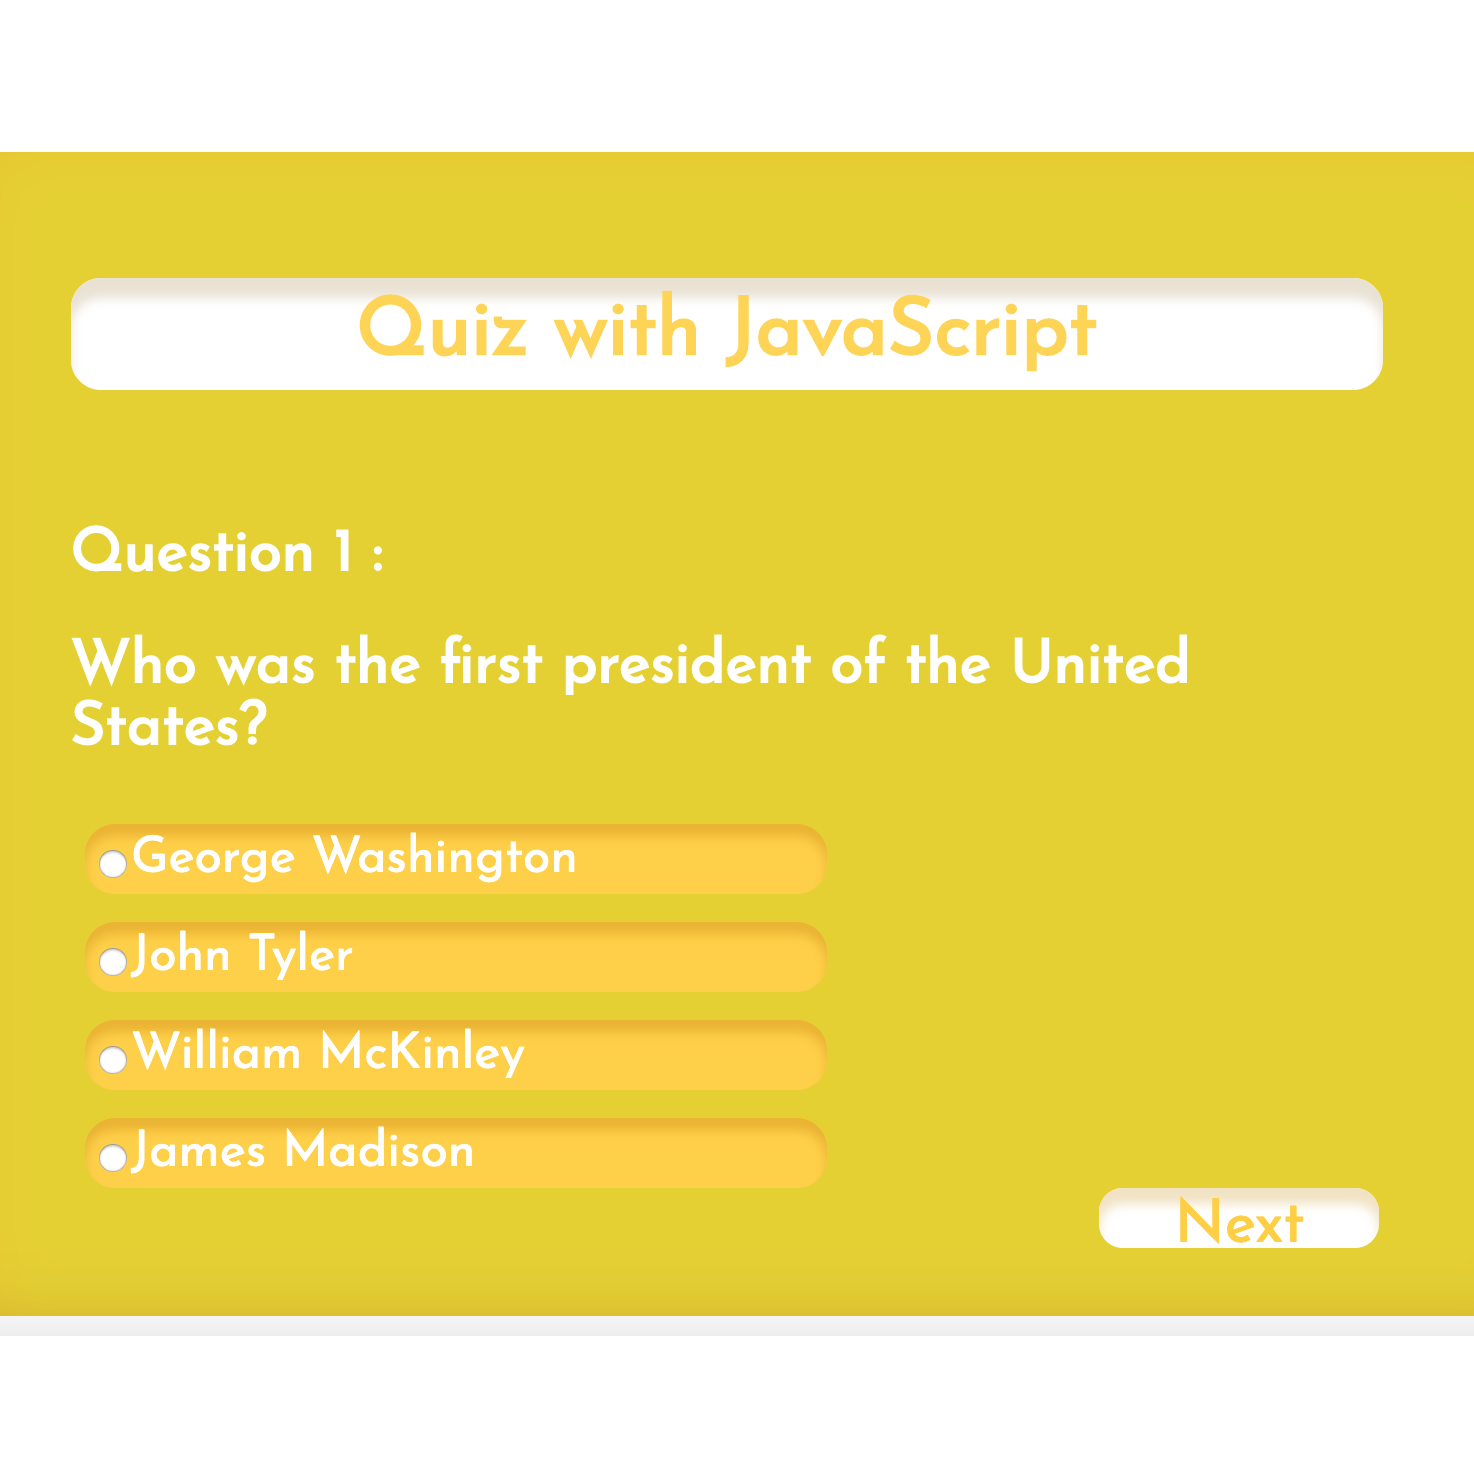 Quiz with JavaScript
Question 1 :
Who was the first president of the United
States?
George Washington
John Tyler
William McKinley
James Madison
Next